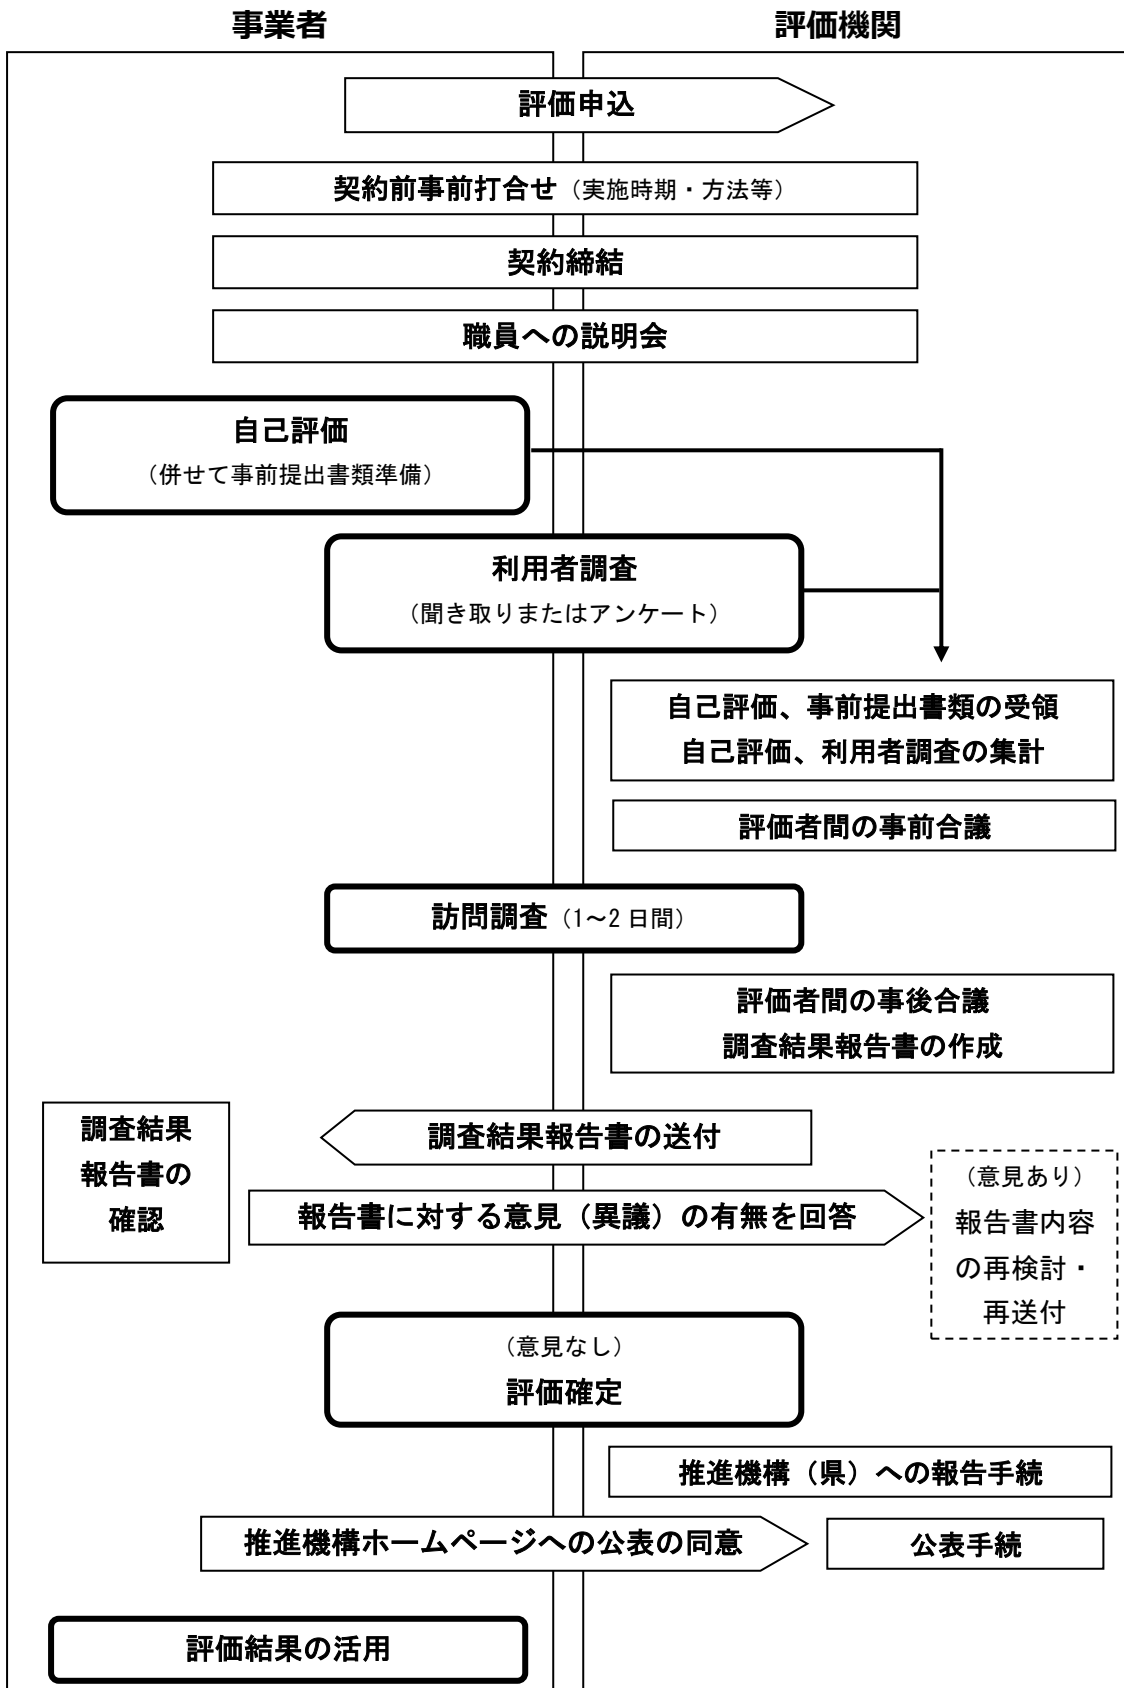 事業者
評価機関
評価申込
契約前事前打合せ（実施時期・方法等）
契約締結
職員への説明会
自己評価
（併せて事前提出書類準備）
利用者調査
（聞き取りまたはアンケート）
自己評価、事前提出書類の受領
自己評価、利用者調査の集計
評価者間の事前合議
訪問調査（1～2 日間）
評価者間の事後合議
調査結果報告書の作成
調査結果
報告書の
確認
調査結果報告書の送付
報告書に対する意見（異議）の有無を回答
（意見あり）
報告書内容
の再検討・
再送付
（意見なし）
評価確定
推進機構（県）への報告手続
推進機構ホームページへの公表の同意
公表手続
評価結果の活用